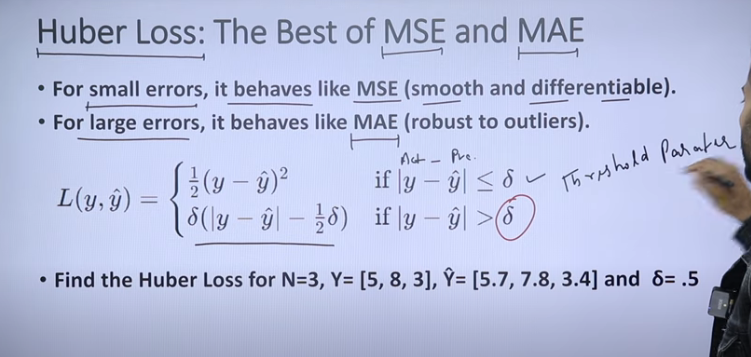 Huber Loss: The Best of MSE and MAE
• For small errors, it behaves like MSE (smooth and differentiable).
• For large errors, it behaves like MAE (robust to outliers).
Act - Pre.
L(y, ŷ) = { ½(y − ŷ)² if |y − ŷ| ≤ δ ✓ Threshold Parameter
δ(|y − ŷ| − ½δ) if |y − ŷ| > δ
• Find the Huber Loss for N=3, Y= [5, 8, 3], Ŷ= [5.7, 7.8, 3.4] and δ= .5